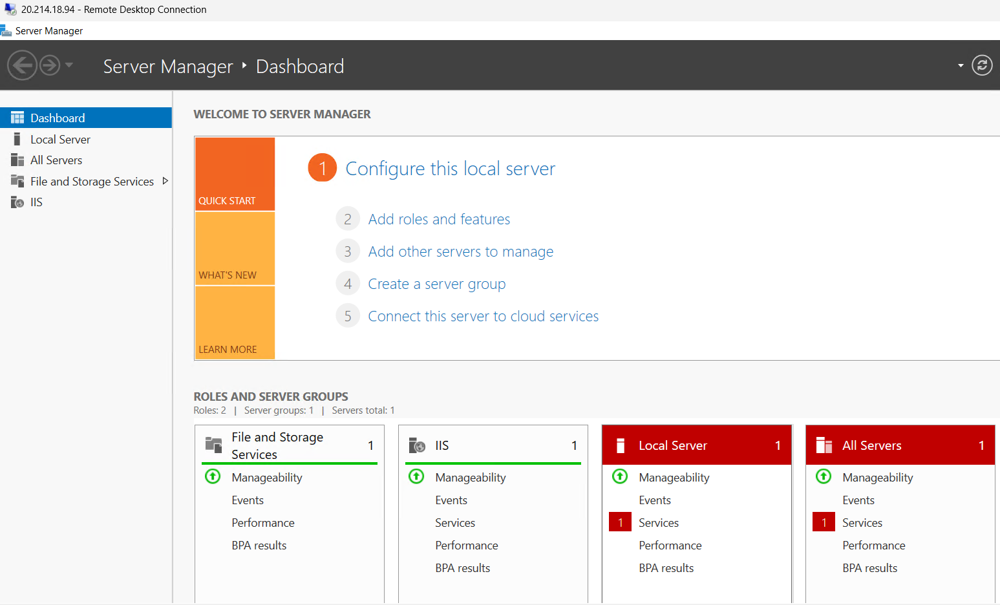 20.214.18.94 - Remote Desktop Connection
Server Manager
Server Manager Dashboard
Dashboard
Local Server
All Servers
File and Storage Services
IIS
WELCOME TO SERVER MANAGER
QUICK START
WHAT'S NEW
LEARN MORE
1 Configure this local server
2 Add roles and features
3 Add other servers to manage
4 Create a server group
5 Connect this server to cloud services
ROLES AND SERVER GROUPS
Roles: 2 | Server groups: 1 | Servers total: 1
File and Storage
Services 1
Manageability
Events
Performance
BPA results
IIS 1
Manageability
Events
Services
Performance
BPA results
Local Server 1
Manageability
Events
1 Services
Performance
BPA results
All Servers 1
Manageability
Events
1 Services
Performance
BPA results